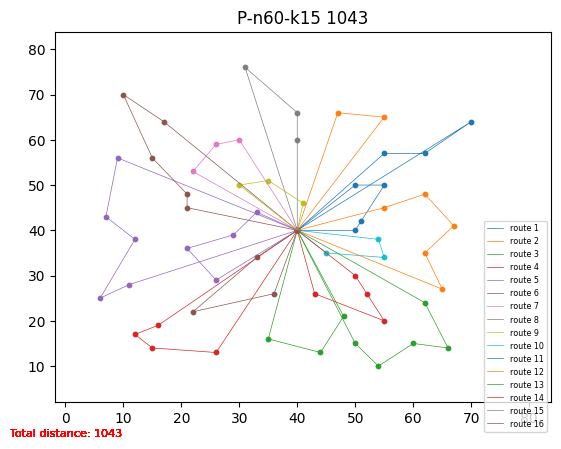 P-n60-k15 1043
80
70
60
50
40
30
20
10
0 10 20 30 40 50 60 70 80
route 1
route 2
route 3
route 4
route 5
route 6
route 7
route 8
route 9
route 10
route 11
route 12
route 13
route 14
route 15
route 16
Total distance: 1043